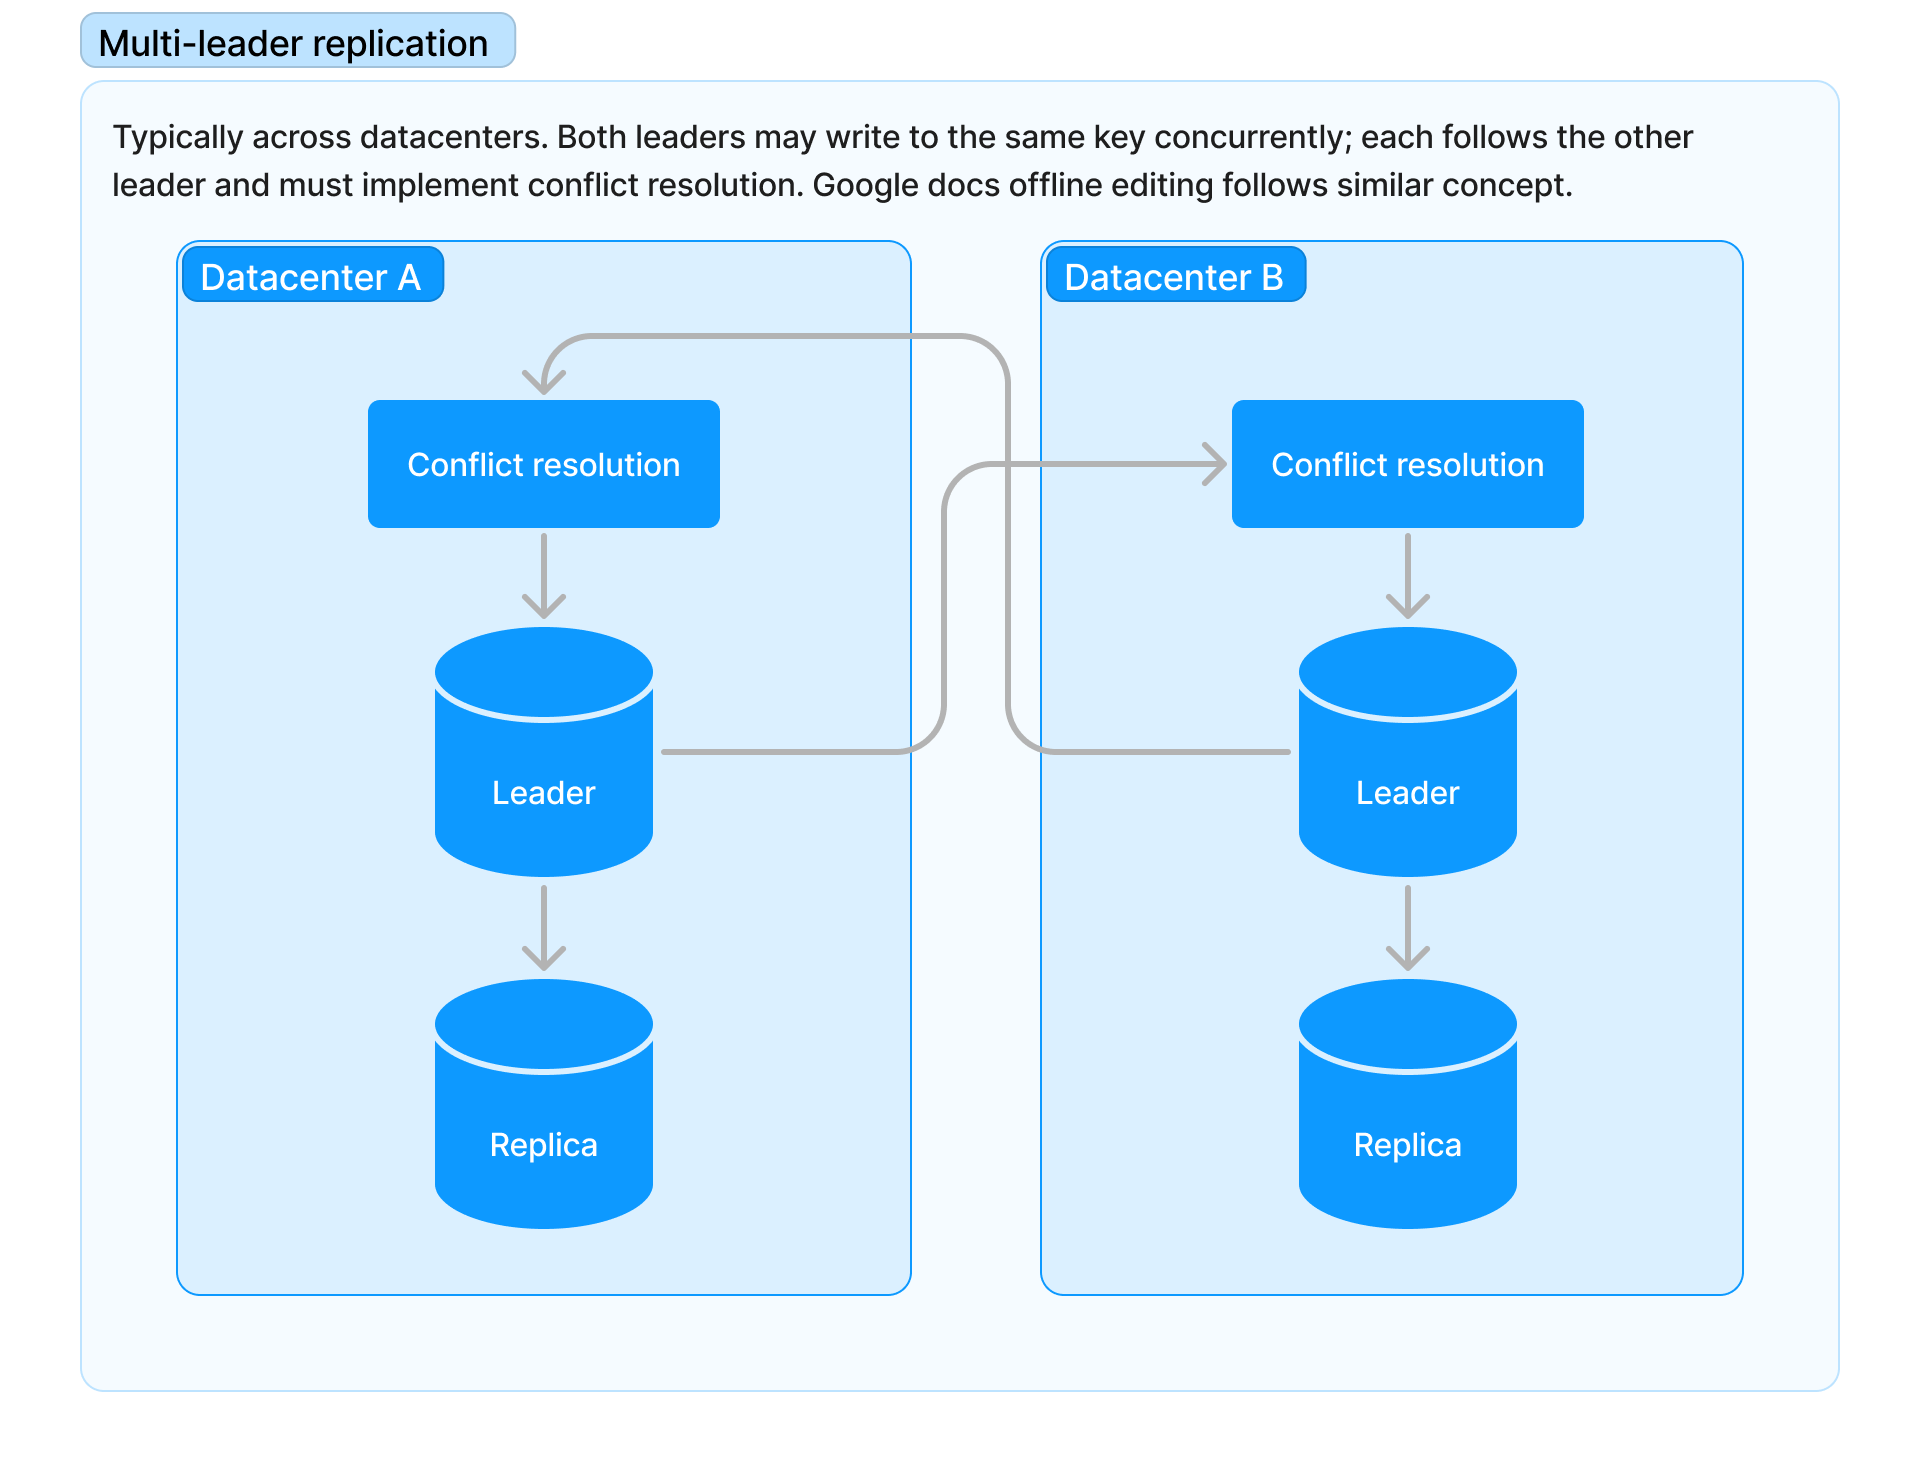 Multi-leader replication
Typically across datacenters. Both leaders may write to the same key concurrently; each follows the other
leader and must implement conflict resolution. Google docs offline editing follows similar concept.
Datacenter A
Datacenter B
Conflict resolution
Conflict resolution
Leader
Leader
Replica
Replica